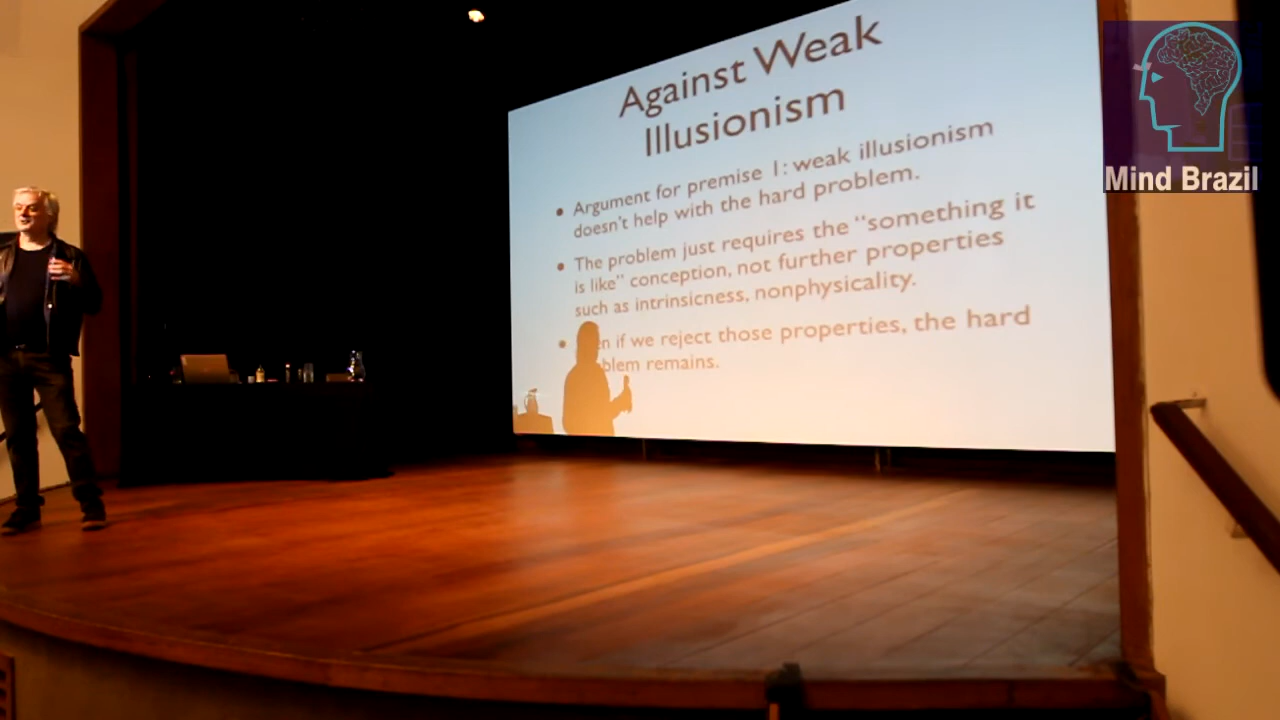 Against Weak
Illusionism
• Argument for premise 1: weak illusionism
doesn't help with the hard problem.
• The problem just requires the "something it
is like" conception, not further properties
such as intrinsicness, nonphysicality.
• if we reject those properties, the hard
remains.
Mind Brazil